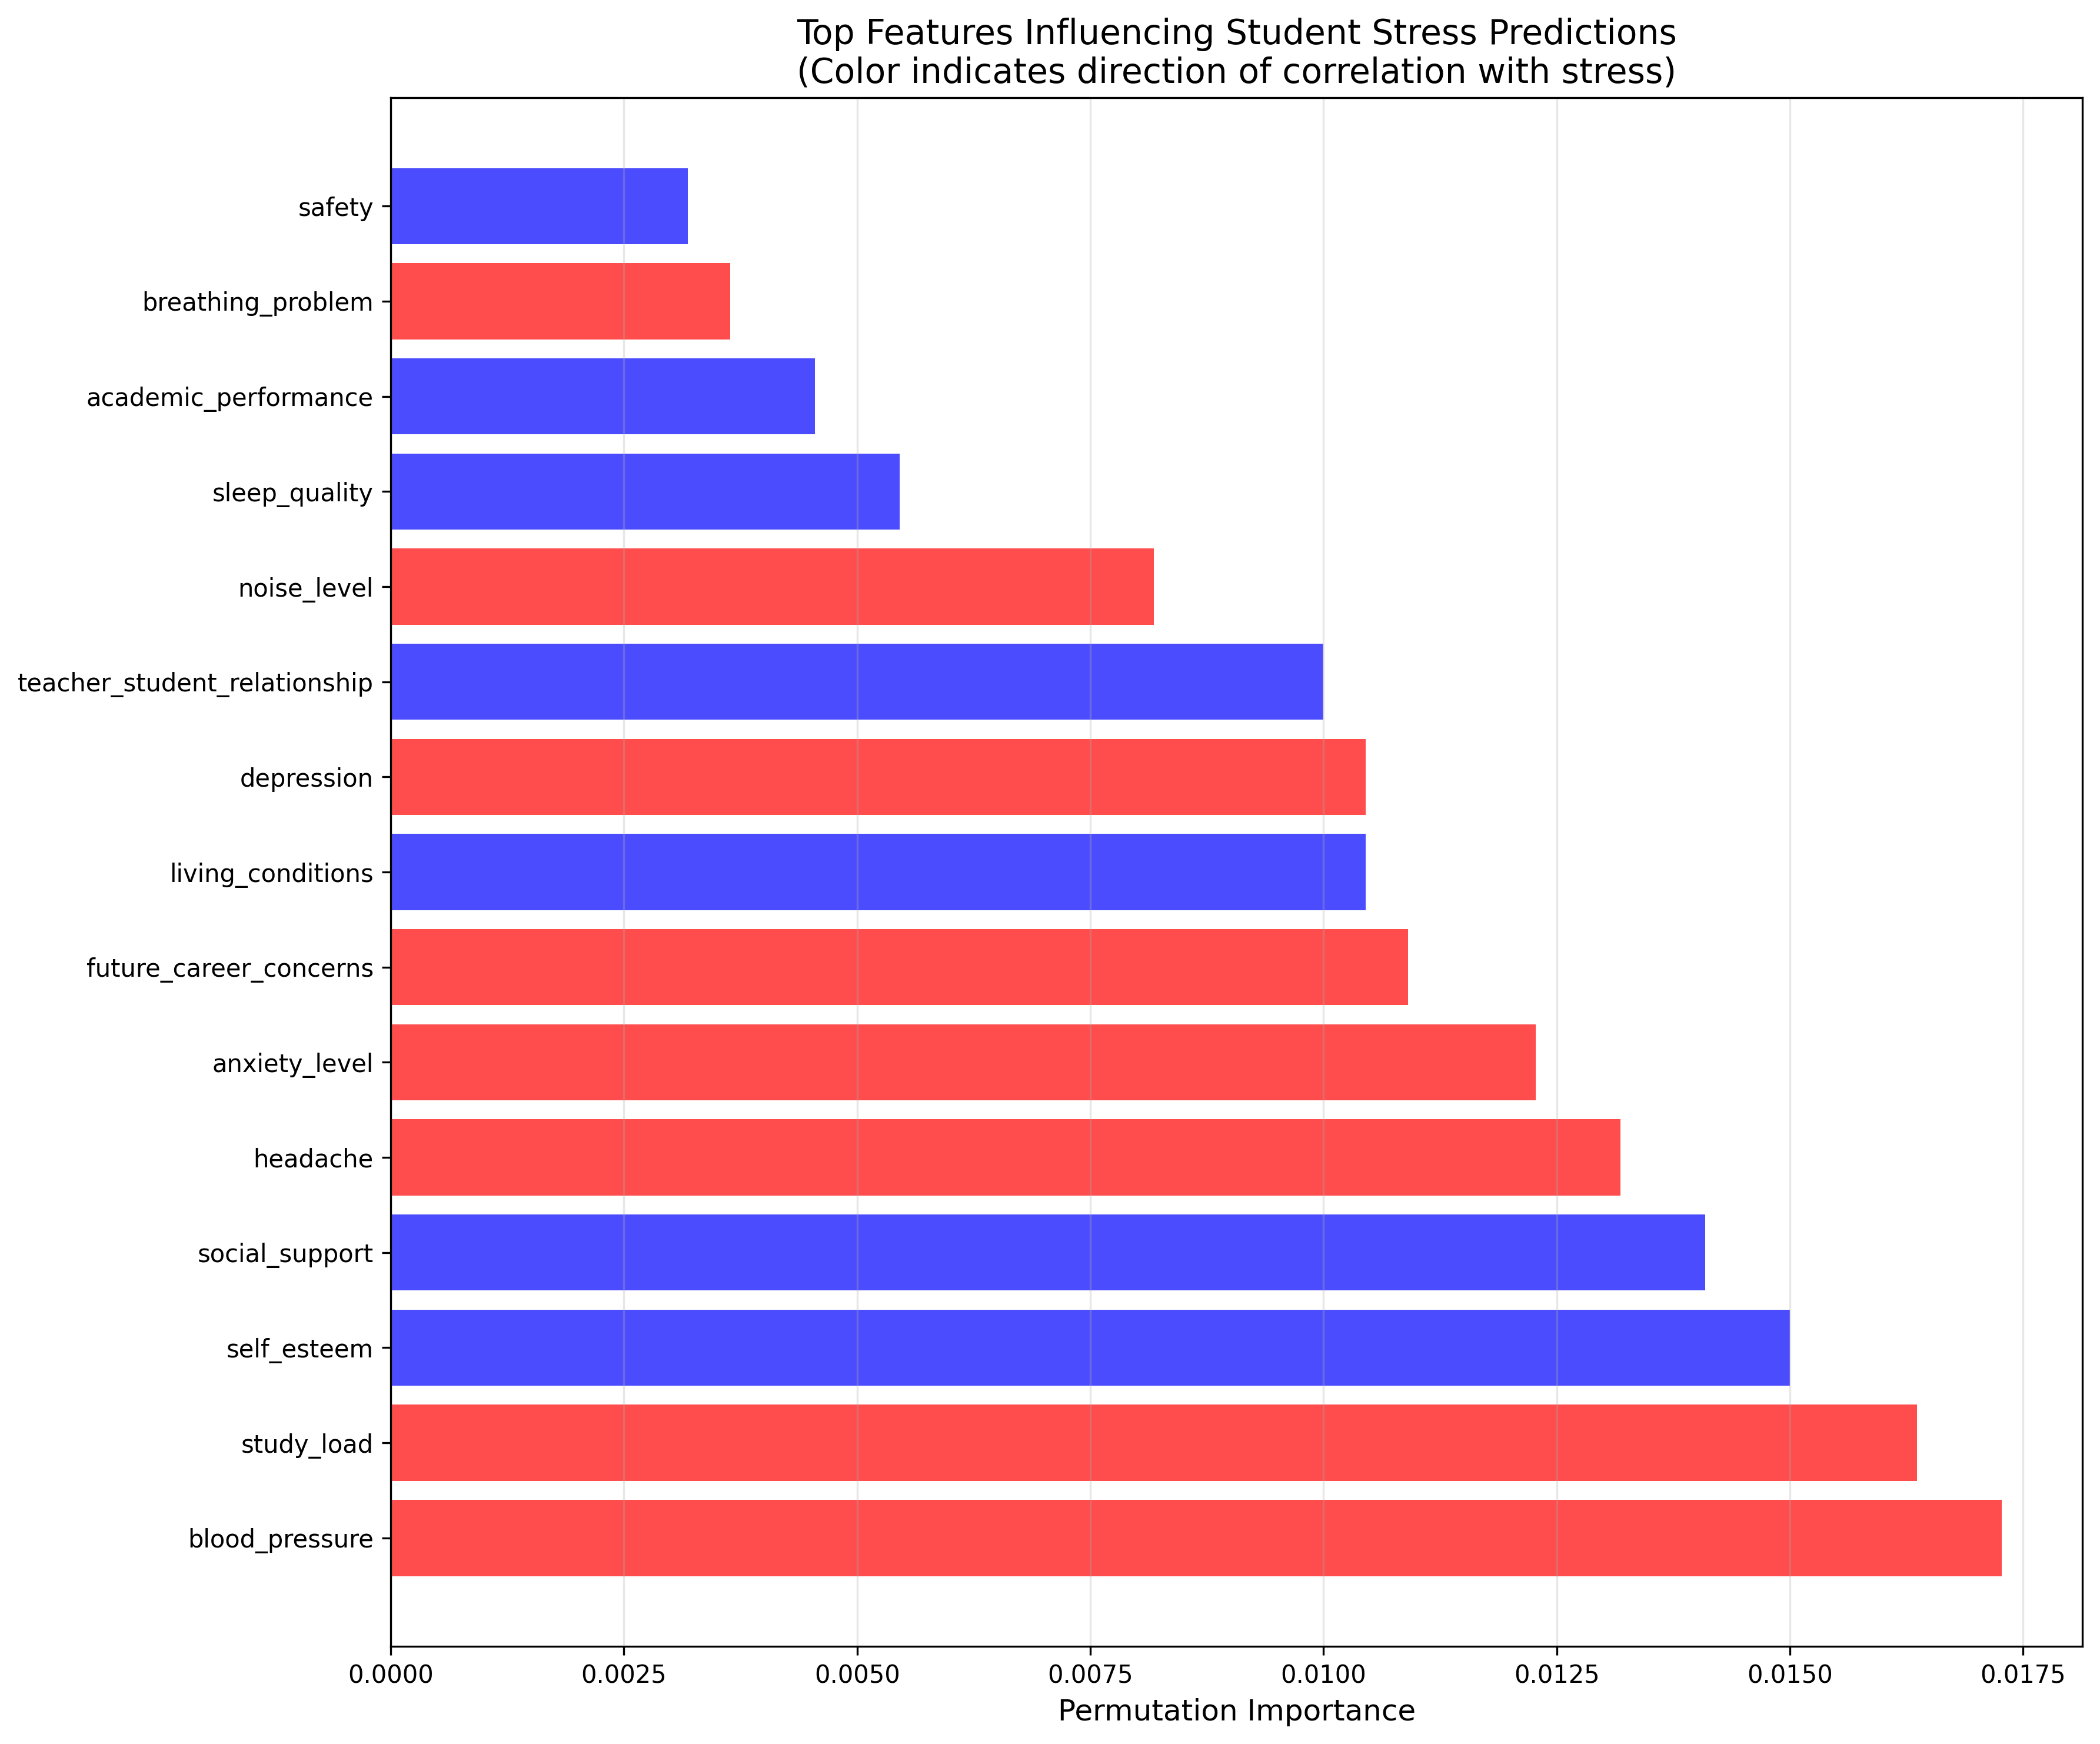 Top Features Influencing Student Stress Predictions
(Color indicates direction of correlation with stress)
safety
breathing_problem
academic_performance
sleep_quality
noise_level
teacher_student_relationship
depression
living_conditions
future_career_concerns
anxiety_level
headache
social_support
self_esteem
study_load
blood_pressure
0.0000 0.0025 0.0050 0.0075 0.0100 0.0125 0.0150 0.0175
Permutation Importance